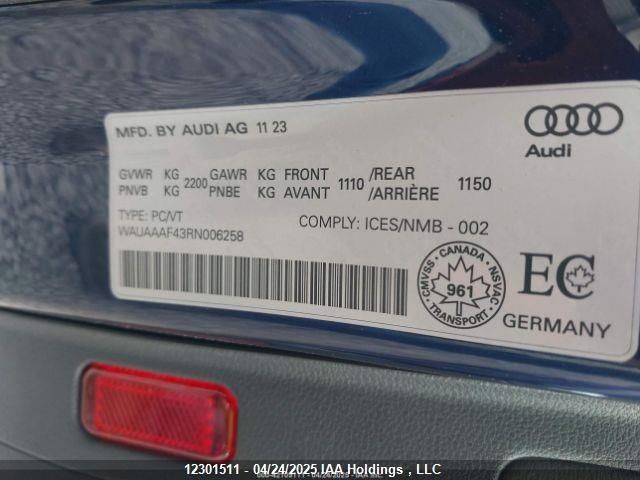 MFD. BY AUDI AG 11 23
Audi
GVWR KG 2200 GAWR KG FRONT 1110 /REAR 1150
PNVB KG PNBE KG AVANT /ARRIÈRE
TYPE: PC/VT
COMPLY: ICES/NMB - 002
WAUAAAF43RN006258
CMVSS - CANADA - NSVAC
961
TRANSPORT
EC
GERMANY
12301511 - 04/24/2025 IAA Holdings , LLC